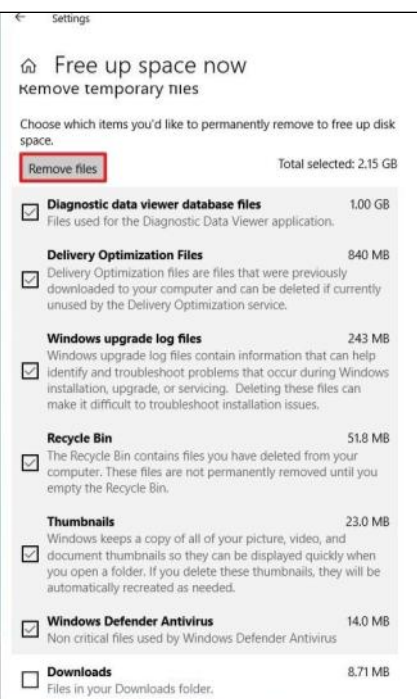 Settings
Free up space now
Remove temporary files
Choose which items you'd like to permanently remove to free up disk
space.
Remove files
Total selected: 2.15 GB
Diagnostic data viewer database files 1.00 GB
Files used for the Diagnostic Data Viewer application.
Delivery Optimization Files 840 MB
Delivery Optimization files are files that were previously
downloaded to your computer and can be deleted if currently
unused by the Delivery Optimization service.
Windows upgrade log files 243 MB
Windows upgrade log files contain information that can help
identify and troubleshoot problems that occur during Windows
installation, upgrade, or servicing. Deleting these files can
make it difficult to troubleshoot installation issues.
Recycle Bin 51.8 MB
The Recycle Bin contains files you have deleted from your
computer. These files are not permanently removed until you
empty the Recycle Bin.
Thumbnails 23.0 MB
Windows keeps a copy of all of your picture, video, and
document thumbnails so they can be displayed quickly when
you open a folder. If you delete these thumbnails, they will be
automatically recreated as needed.
Windows Defender Antivirus 14.0 MB
Non critical files used by Windows Defender Antivirus
Downloads 8.71 MB
Files in your Downloads folder.